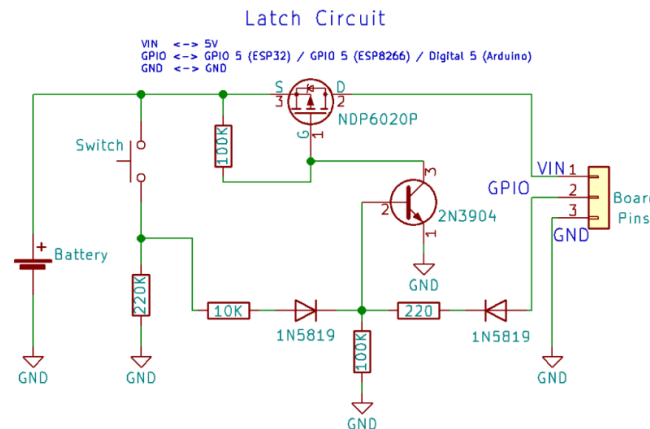 Latch Circuit
VIN <-> 5V
GPIO <-> GPIO 5 (ESP32) / GPIO 5 (ESP8266) / Digital 5 (Arduino)
GND <-> GND
S D
3 2
NDP6020P
G
1
100K
Switch
VIN 1
GPIO 2
GND 3
Board
Pins
3
2
2N3904
1
GND
+
Battery
220K
10K
1N5819
220
1N5819
100K
GND
GND
GND
GND